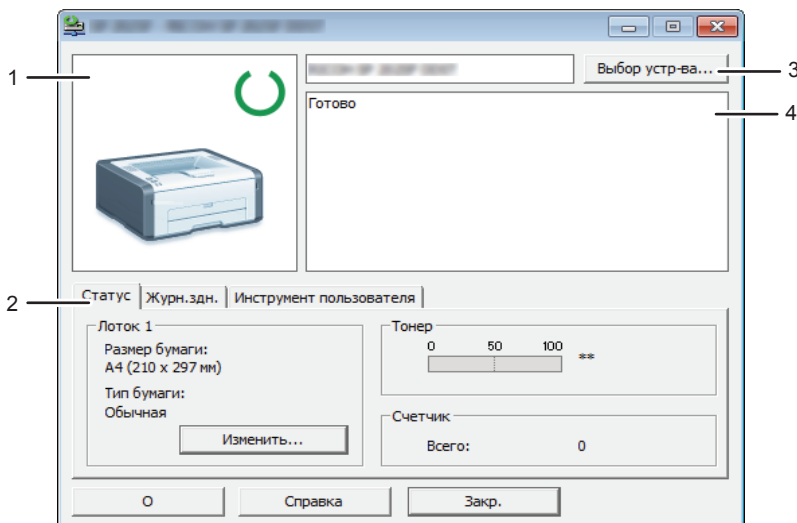 1
Выбор устр-ва...
3
Готово
4
2
Статус
Журн.здн.
Инструмент пользователя
Лоток 1
Размер бумаги:
A4 (210 x 297 мм)
Тип бумаги:
Обычная
Изменить...
Тонер
0 50 100
**
Счетчик
Всего: 0
О
Справка
Закр.